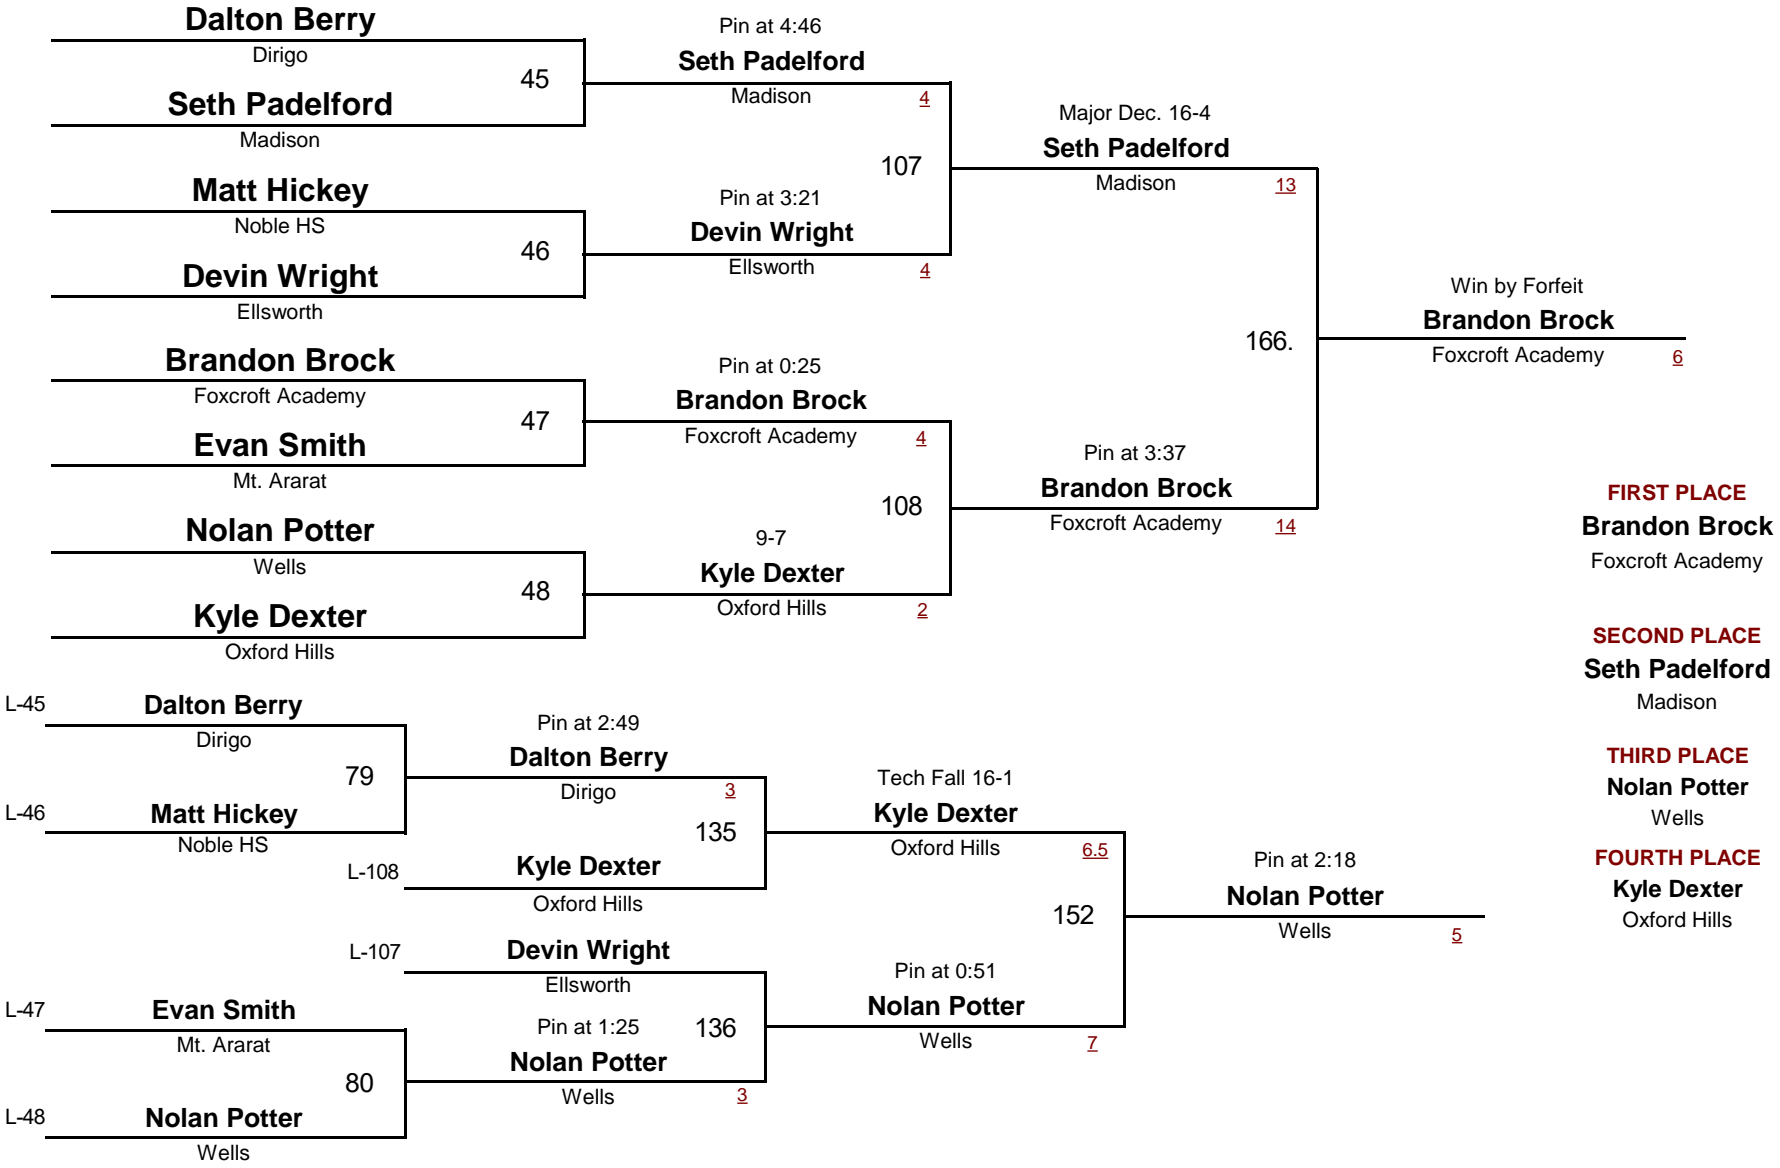 Dalton Berry
Dirigo
45
Seth Padelford
Madison
Matt Hickey
Noble HS
46
Devin Wright
Ellsworth
Brandon Brock
Foxcroft Academy
47
Evan Smith
Mt. Ararat
Nolan Potter
Wells
48
Kyle Dexter
Oxford Hills
Pin at 4:46
Seth Padelford
Madison
4
107
Pin at 3:21
Devin Wright
Ellsworth
4
Pin at 0:25
Brandon Brock
Foxcroft Academy
4
108
9-7
Kyle Dexter
Oxford Hills
2
Major Dec. 16-4
Seth Padelford
Madison
13
166.
Pin at 3:37
Brandon Brock
Foxcroft Academy
14
Win by Forfeit
Brandon Brock
Foxcroft Academy
6
FIRST PLACE
Brandon Brock
Foxcroft Academy
SECOND PLACE
Seth Padelford
Madison
THIRD PLACE
Nolan Potter
Wells
FOURTH PLACE
Kyle Dexter
Oxford Hills
L-45
Dalton Berry
Dirigo
79
L-46
Matt Hickey
Noble HS
Pin at 2:49
Dalton Berry
Dirigo
3
135
L-108
Kyle Dexter
Oxford Hills
L-107
Devin Wright
Ellsworth
136
Pin at 1:25
Nolan Potter
Wells
3
L-47
Evan Smith
Mt. Ararat
80
L-48
Nolan Potter
Wells
Tech Fall 16-1
Kyle Dexter
Oxford Hills
6.5
152
Pin at 0:51
Nolan Potter
Wells
7
Pin at 2:18
Nolan Potter
Wells
5